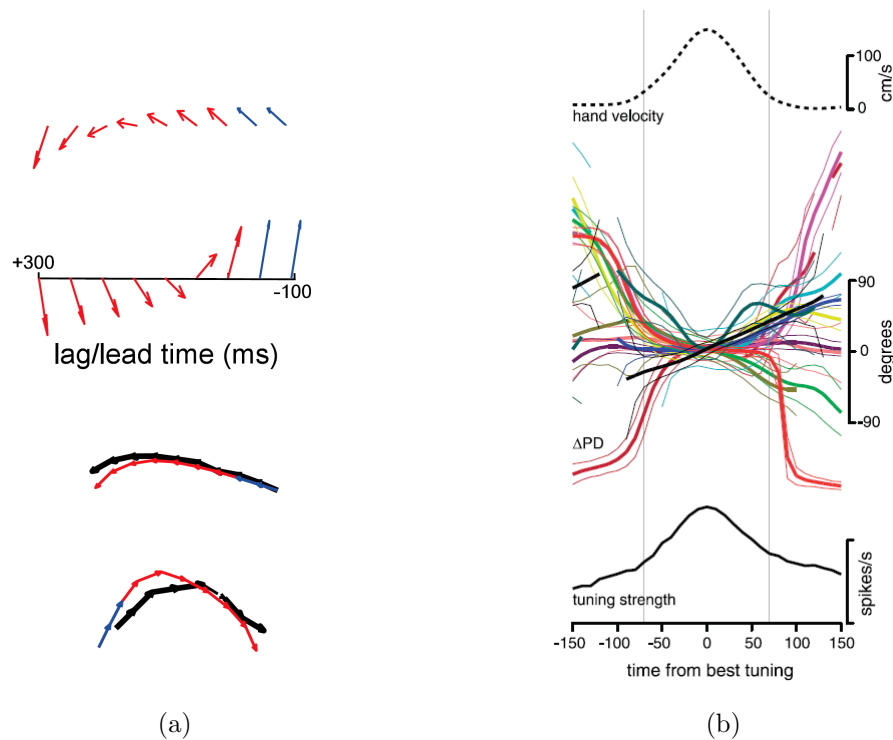 +300
-100
lag/lead time (ms)
(a)
100
cm/s
0
hand velocity
90
degrees
0
-90
ΔPD
spikes/s
tuning strength
-150 -100 -50 0 50 100 150
time from best tuning
(b)